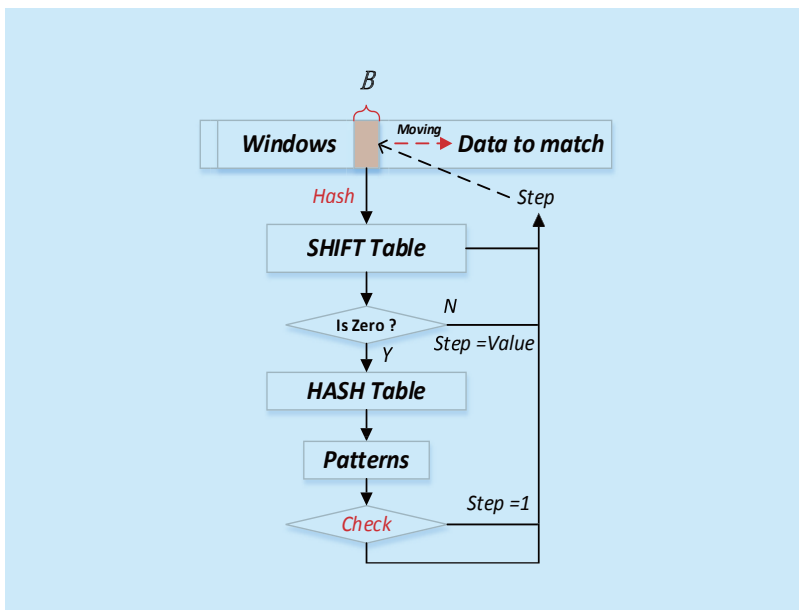 B
Windows
Moving
Data to match
Hash
Step
SHIFT Table
Is Zero ?
N
Step =Value
Y
HASH Table
Patterns
Step =1
Check